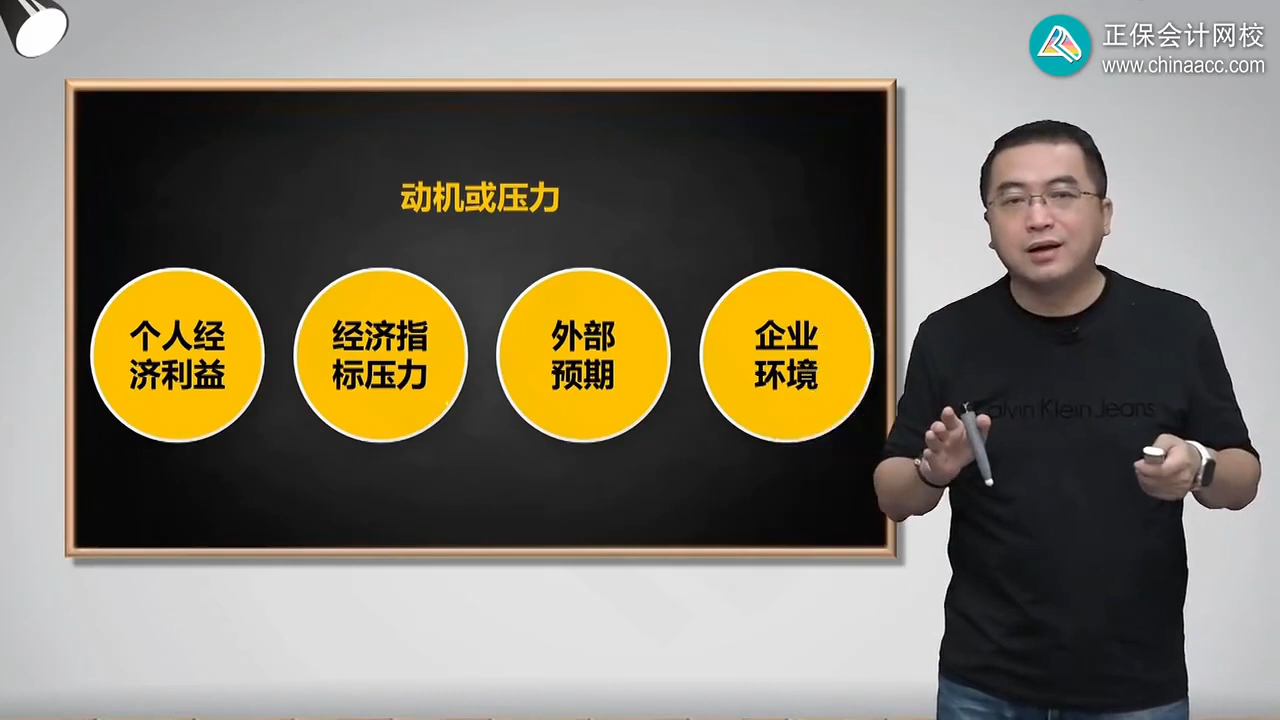 正保会计网校
www.chinaacc.com
动机或压力
个人经
济利益
经济指
标压力
外部
预期
企业
环境
Calvin Klein Jeans